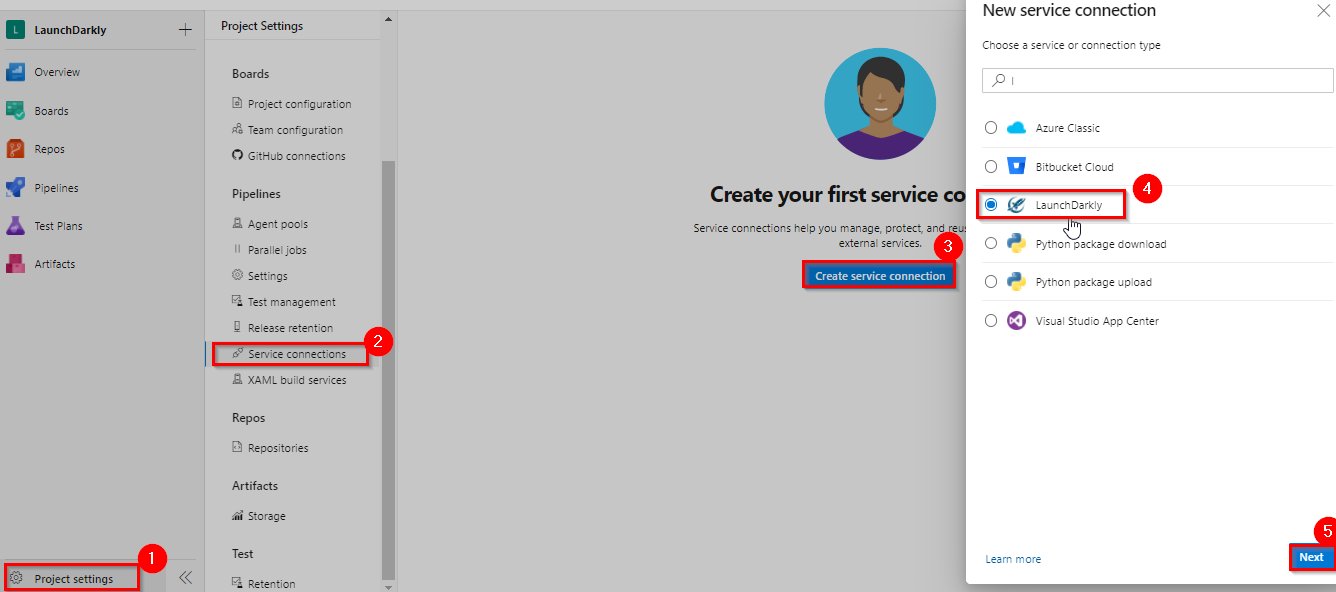 L LaunchDarkly
Overview
Boards
Repos
Pipelines
Test Plans
Artifacts
1
Project settings
Project Settings
Boards
Project configuration
Team configuration
GitHub connections
Pipelines
Agent pools
Parallel jobs
Settings
Test management
Release retention
2
Service connections
XAML build services
Repos
Repositories
Artifacts
Storage
Test
Retention
Create your first service co
Service connections help you manage, protect, and reus
external services.
3
Create service connection
New service connection
Choose a service or connection type
l
Azure Classic
Bitbucket Cloud
4
LaunchDarkly
Python package download
Python package upload
Visual Studio App Center
5
Learn more
Next